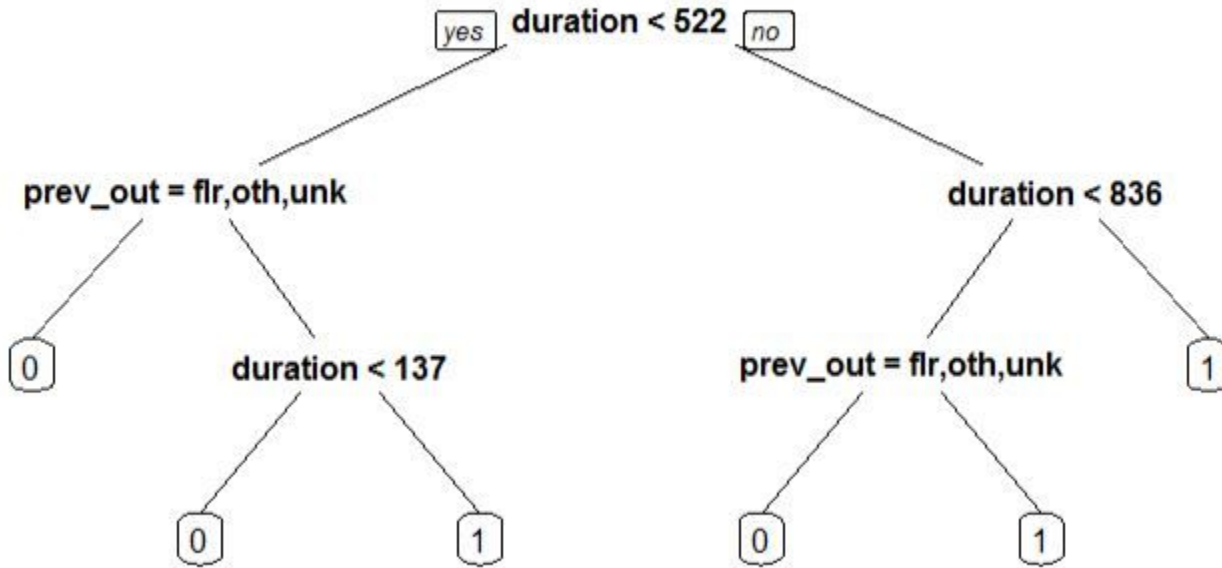 yes duration < 522 no
prev_out = flr,oth,unk
duration < 836
0
duration < 137
prev_out = flr,oth,unk
1
0
1
0
1